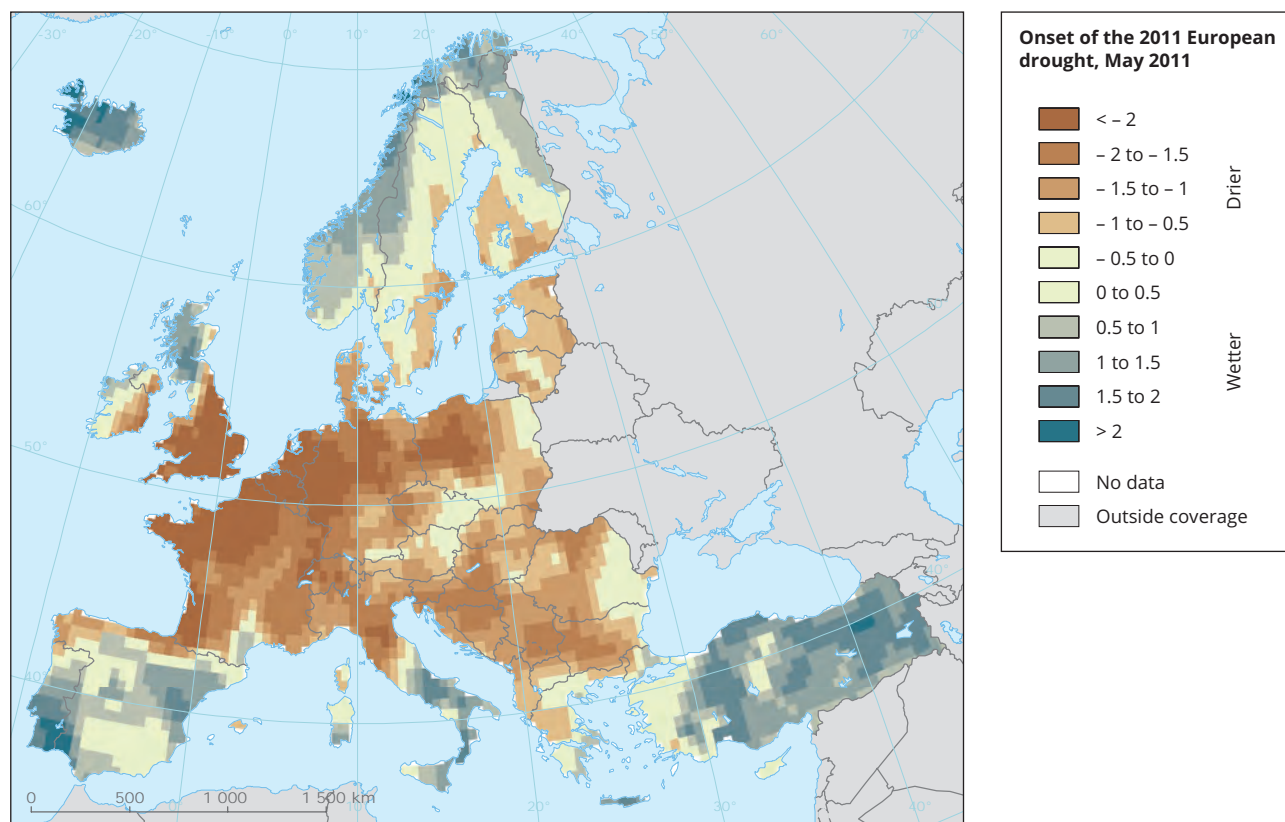 -30°
-20°
-10°
0°
10°
20°
30°
40°
50°
60°
70°
60°
50°
40°
40°
0 500 1 000 1 500 km
0°
10°
20°
30°
40°
Onset of the 2011 European
drought, May 2011
< – 2
– 2 to – 1.5
– 1.5 to – 1
– 1 to – 0.5
– 0.5 to 0
0 to 0.5
0.5 to 1
1 to 1.5
1.5 to 2
> 2
Drier
Wetter
No data
Outside coverage